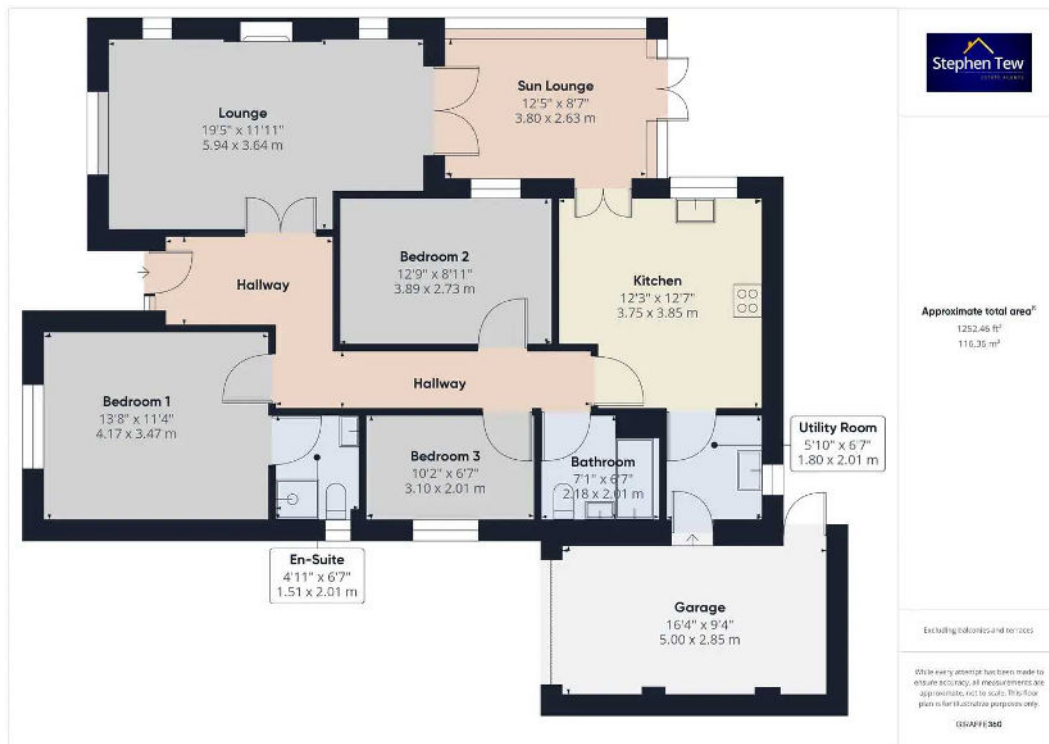 Lounge
19'5" x 11'11"
5.94 x 3.64 m
Sun Lounge
12'5" x 8'7"
3.80 x 2.63 m
Bedroom 2
12'9" x 8'11"
3.89 x 2.73 m
Hallway
Kitchen
12'3" x 12'7"
3.75 x 3.85 m
Hallway
Bedroom 1
13'8" x 11'4"
4.17 x 3.47 m
Bedroom 3
10'2" x 6'7"
3.10 x 2.01 m
Bathroom
7'1" x 6'7"
2.18 x 2.01 m
Utility Room
5'10" x 6'7"
1.80 x 2.01 m
En-Suite
4'11" x 6'7"
1.51 x 2.01 m
Garage
16'4" x 9'4"
5.00 x 2.85 m
Stephen Tew
ESTATE AGENTS
Approximate total area
1252.46 ft²
116.36 m²
Excluding balconies and terraces
While every attempt has been made to
ensure accuracy, all measurements are
approximate, not to scale. This floor
plan is for illustrative purposes only.
GIRAFFE360